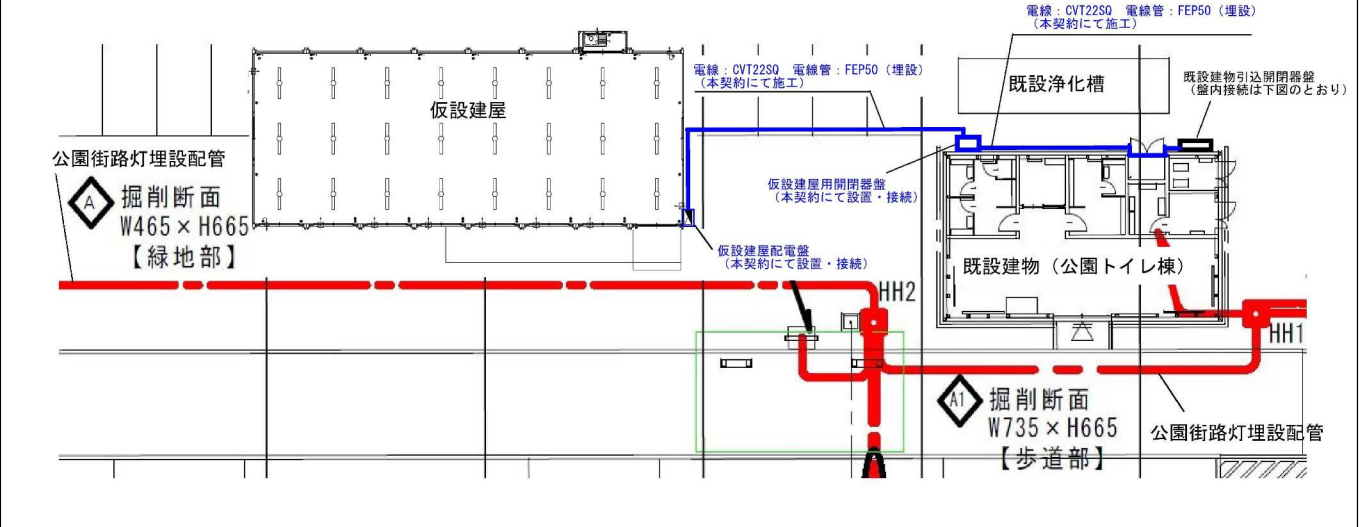 電線：CVT22SQ　電線管：FEP50（埋設）
（本契約にて施工）
電線：CVT22SQ　電線管：FEP50（埋設）
（本契約にて施工）
既設浄化槽
既設建物引込開閉器盤
（盤内接続は下図のとおり）
仮設建屋
公園街路灯埋設配管
A
掘削断面
W465×H665
【緑地部】
仮設建屋用開閉器盤
（本契約にて設置・接続）
仮設建屋配電盤
（本契約にて設置・接続）
既設建物（公園トイレ棟）
HH2
HH1
A1
掘削断面
W735×H665
【歩道部】
公園街路灯埋設配管